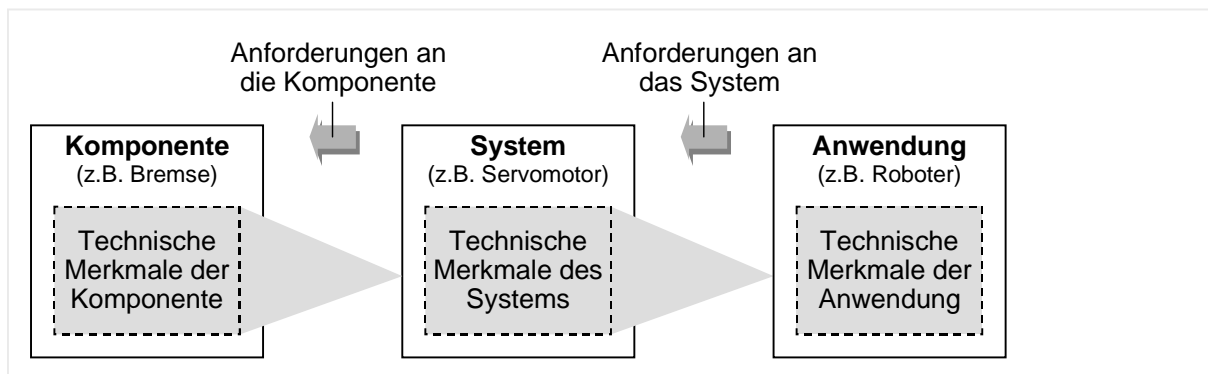 Anforderungen an
die Komponente
Anforderungen an
das System
Komponente
(z.B. Bremse)
Technische
Merkmale der
Komponente
System
(z.B. Servomotor)
Technische
Merkmale des
Systems
Anwendung
(z.B. Roboter)
Technische
Merkmale der
Anwendung